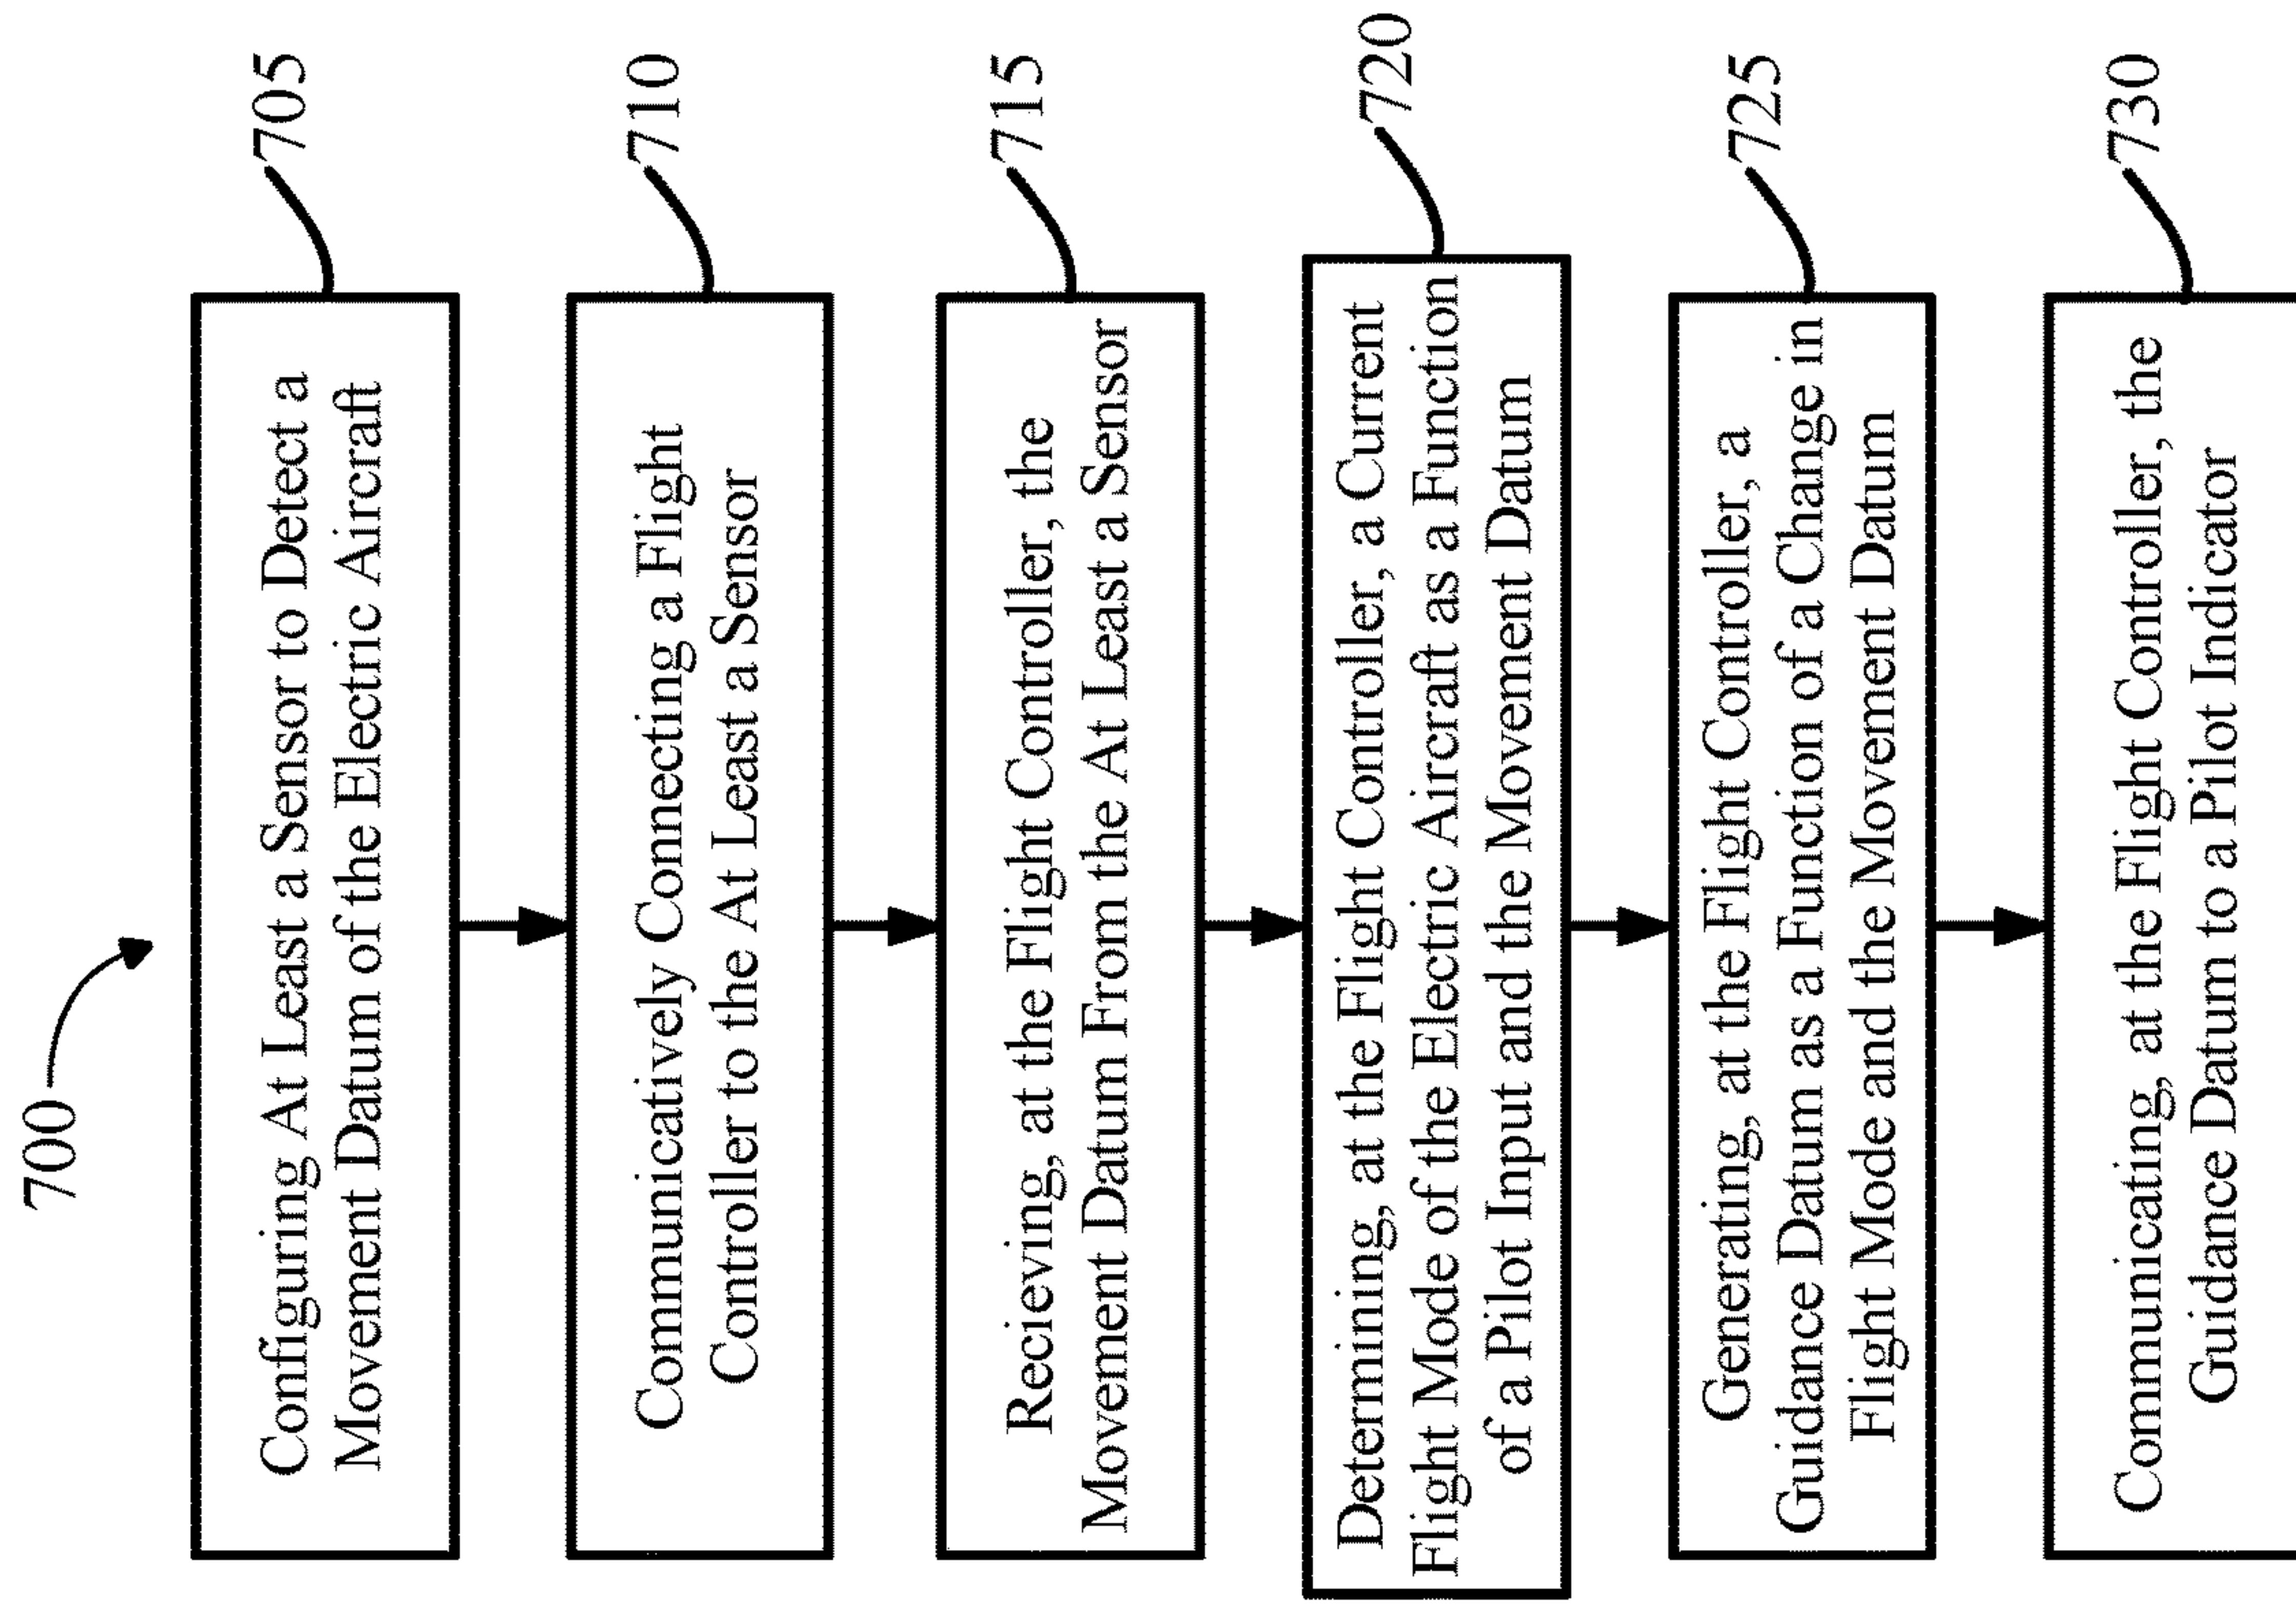 700
Configuring At Least a Sensor to Detect a
Movement Datum of the Electric Aircraft
705
Communicatively Connecting a Flight
Controller to the At Least a Sensor
710
Recieving, at the Flight Controller, the
Movement Datum From the At Least a Sensor
715
Determining, at the Flight Controller, a Current
Flight Mode of the Electric Aircraft as a Function
of a Pilot Input and the Movement Datum
720
Generating, at the Flight Controller, a
Guidance Datum as a Function of a Change in
Flight Mode and the Movement Datum
725
Communicating, at the Flight Controller, the
Guidance Datum to a Pilot Indicator
730